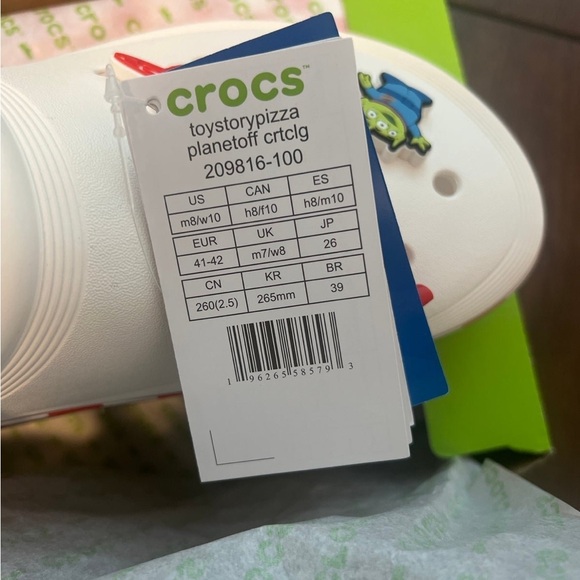 crocs™
toystorypizza
planetoff crtclg
209816-100
US CAN ES
m8/w10 h8/f10 h8/m10
EUR UK JP
41-42 m7/w8 26
CN KR BR
260(2.5) 265mm 39
1 96265 58579 3
crocs